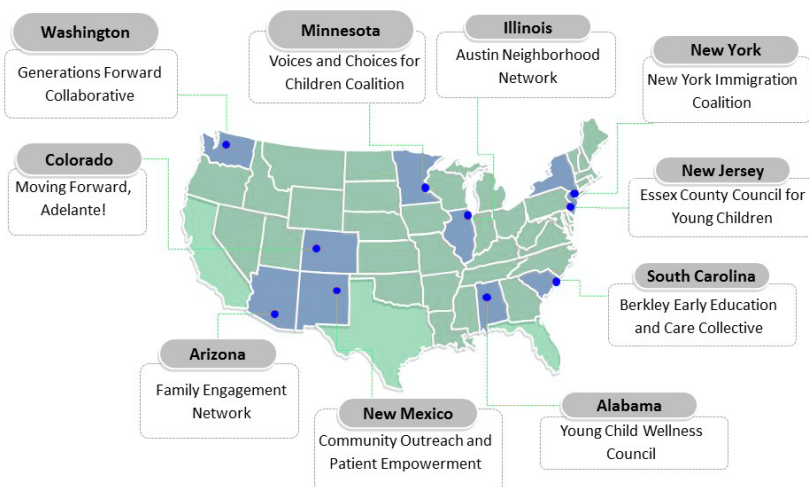 Washington
Generations Forward
Collaborative
Minnesota
Voices and Choices for
Children Coalition
Illinois
Austin Neighborhood
Network
New York
New York Immigration
Coalition
Colorado
Moving Forward,
Adelante!
New Jersey
Essex County Council for
Young Children
South Carolina
Berkley Early Education
and Care Collective
Arizona
Family Engagement
Network
New Mexico
Community Outreach and
Patient Empowerment
Alabama
Young Child Wellness
Council